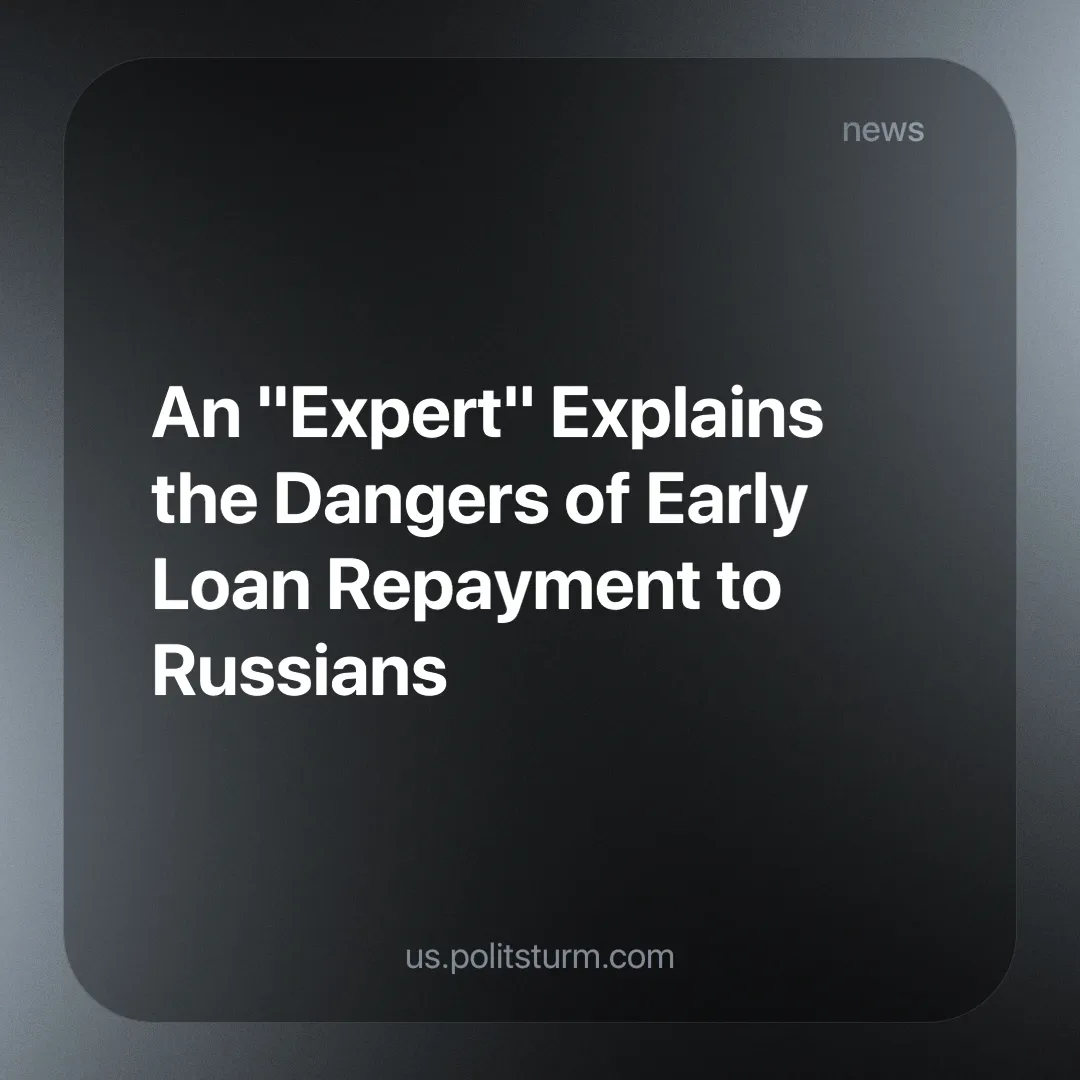 news
An "Expert" Explains
the Dangers of Early
Loan Repayment to
Russians
us.politsturm.com